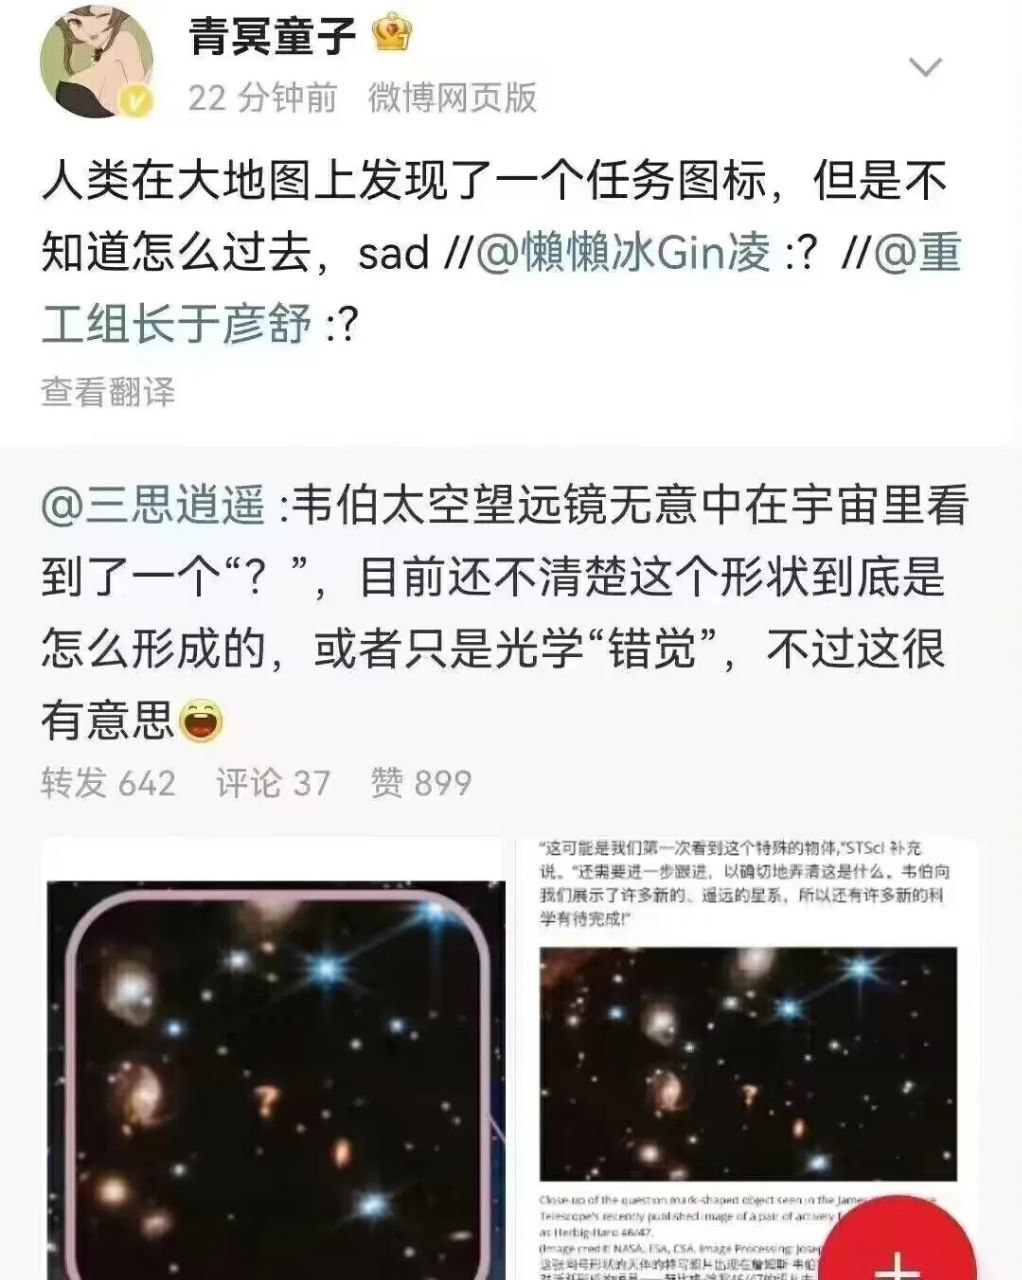 青冥童子
22 分钟前 微博网页版
人类在大地图上发现了一个任务图标，但是不
知道怎么过去，sad //@懒懒冰Gin凌 :？//@重
工组长于彦舒 :?
查看翻译
@三思逍遥 :韦伯太空望远镜无意中在宇宙里看
到了一个“？”，目前还不清楚这个形状到底是
怎么形成的，或者只是光学“错觉”，不过这很
有意思
转发 642 评论 37 赞 899
“这可能是我们第一次看到这个特殊的物体,”STScI 补充
说。“还需要进一步跟进，以确切地弄清这是什么。韦伯向
我们展示了许多新的、遥远的星系，所以还有许多新的科
学有待完成!”
Close-up of the question mark-shaped object seen in the James
Telescope's recently published image of a pair of actively
as Herbig-Haro 46/47.
(Image credit: NASA, ESA, CSA. Image Processing: Josep
这张问号形状的天体的特写照片出现在詹姆斯·韦伯